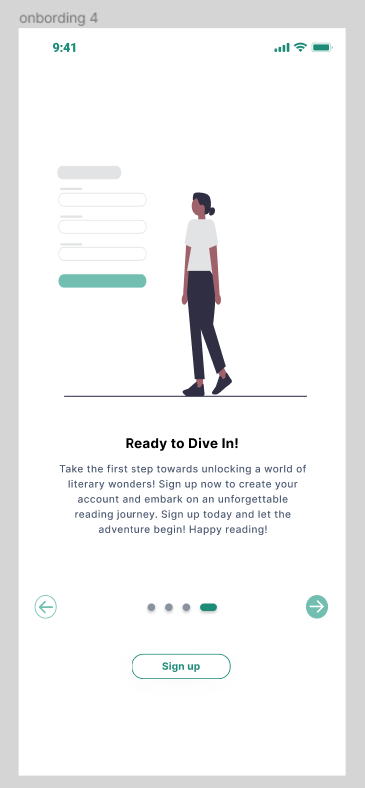 onbording 4
9:41
Ready to Dive In!
Take the first step towards unlocking a world of
literary wonders! Sign up now to create your
account and embark on an unforgettable
reading journey. Sign up today and let the
adventure begin! Happy reading!
Sign up